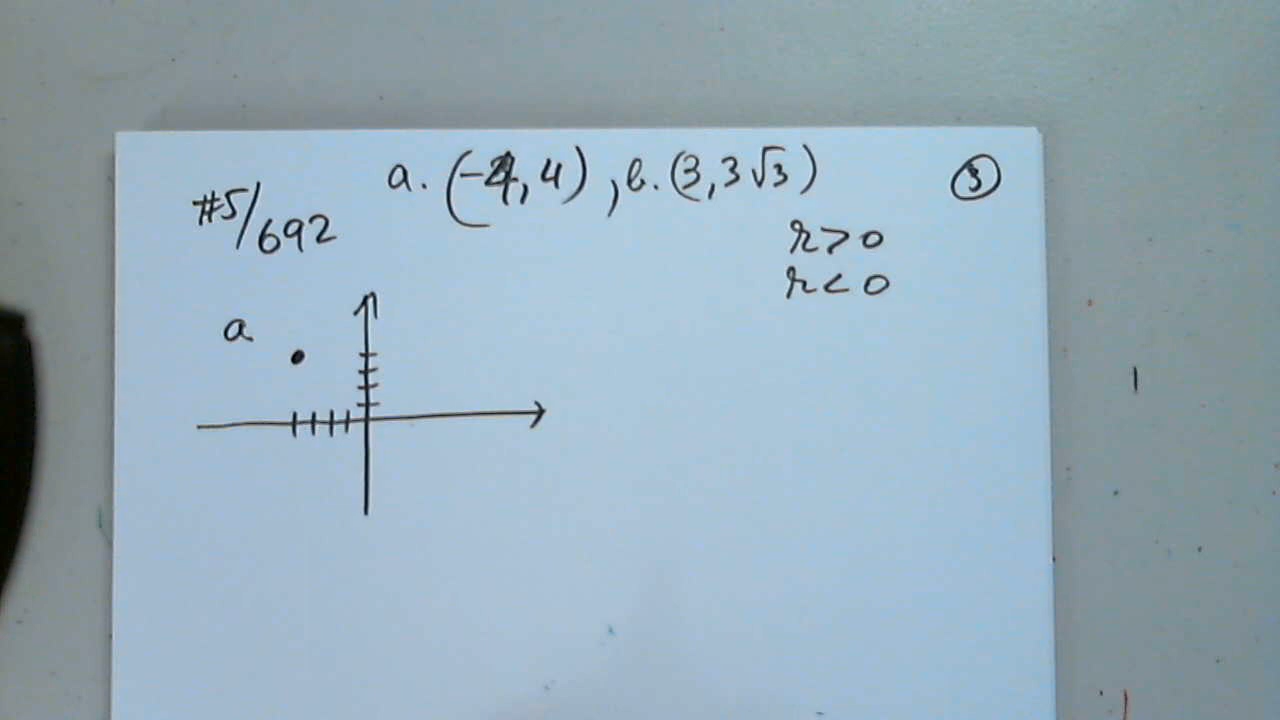 a. (-4, 4), b. (3, 3√3)
③
#5/692
r > 0
r < 0
a